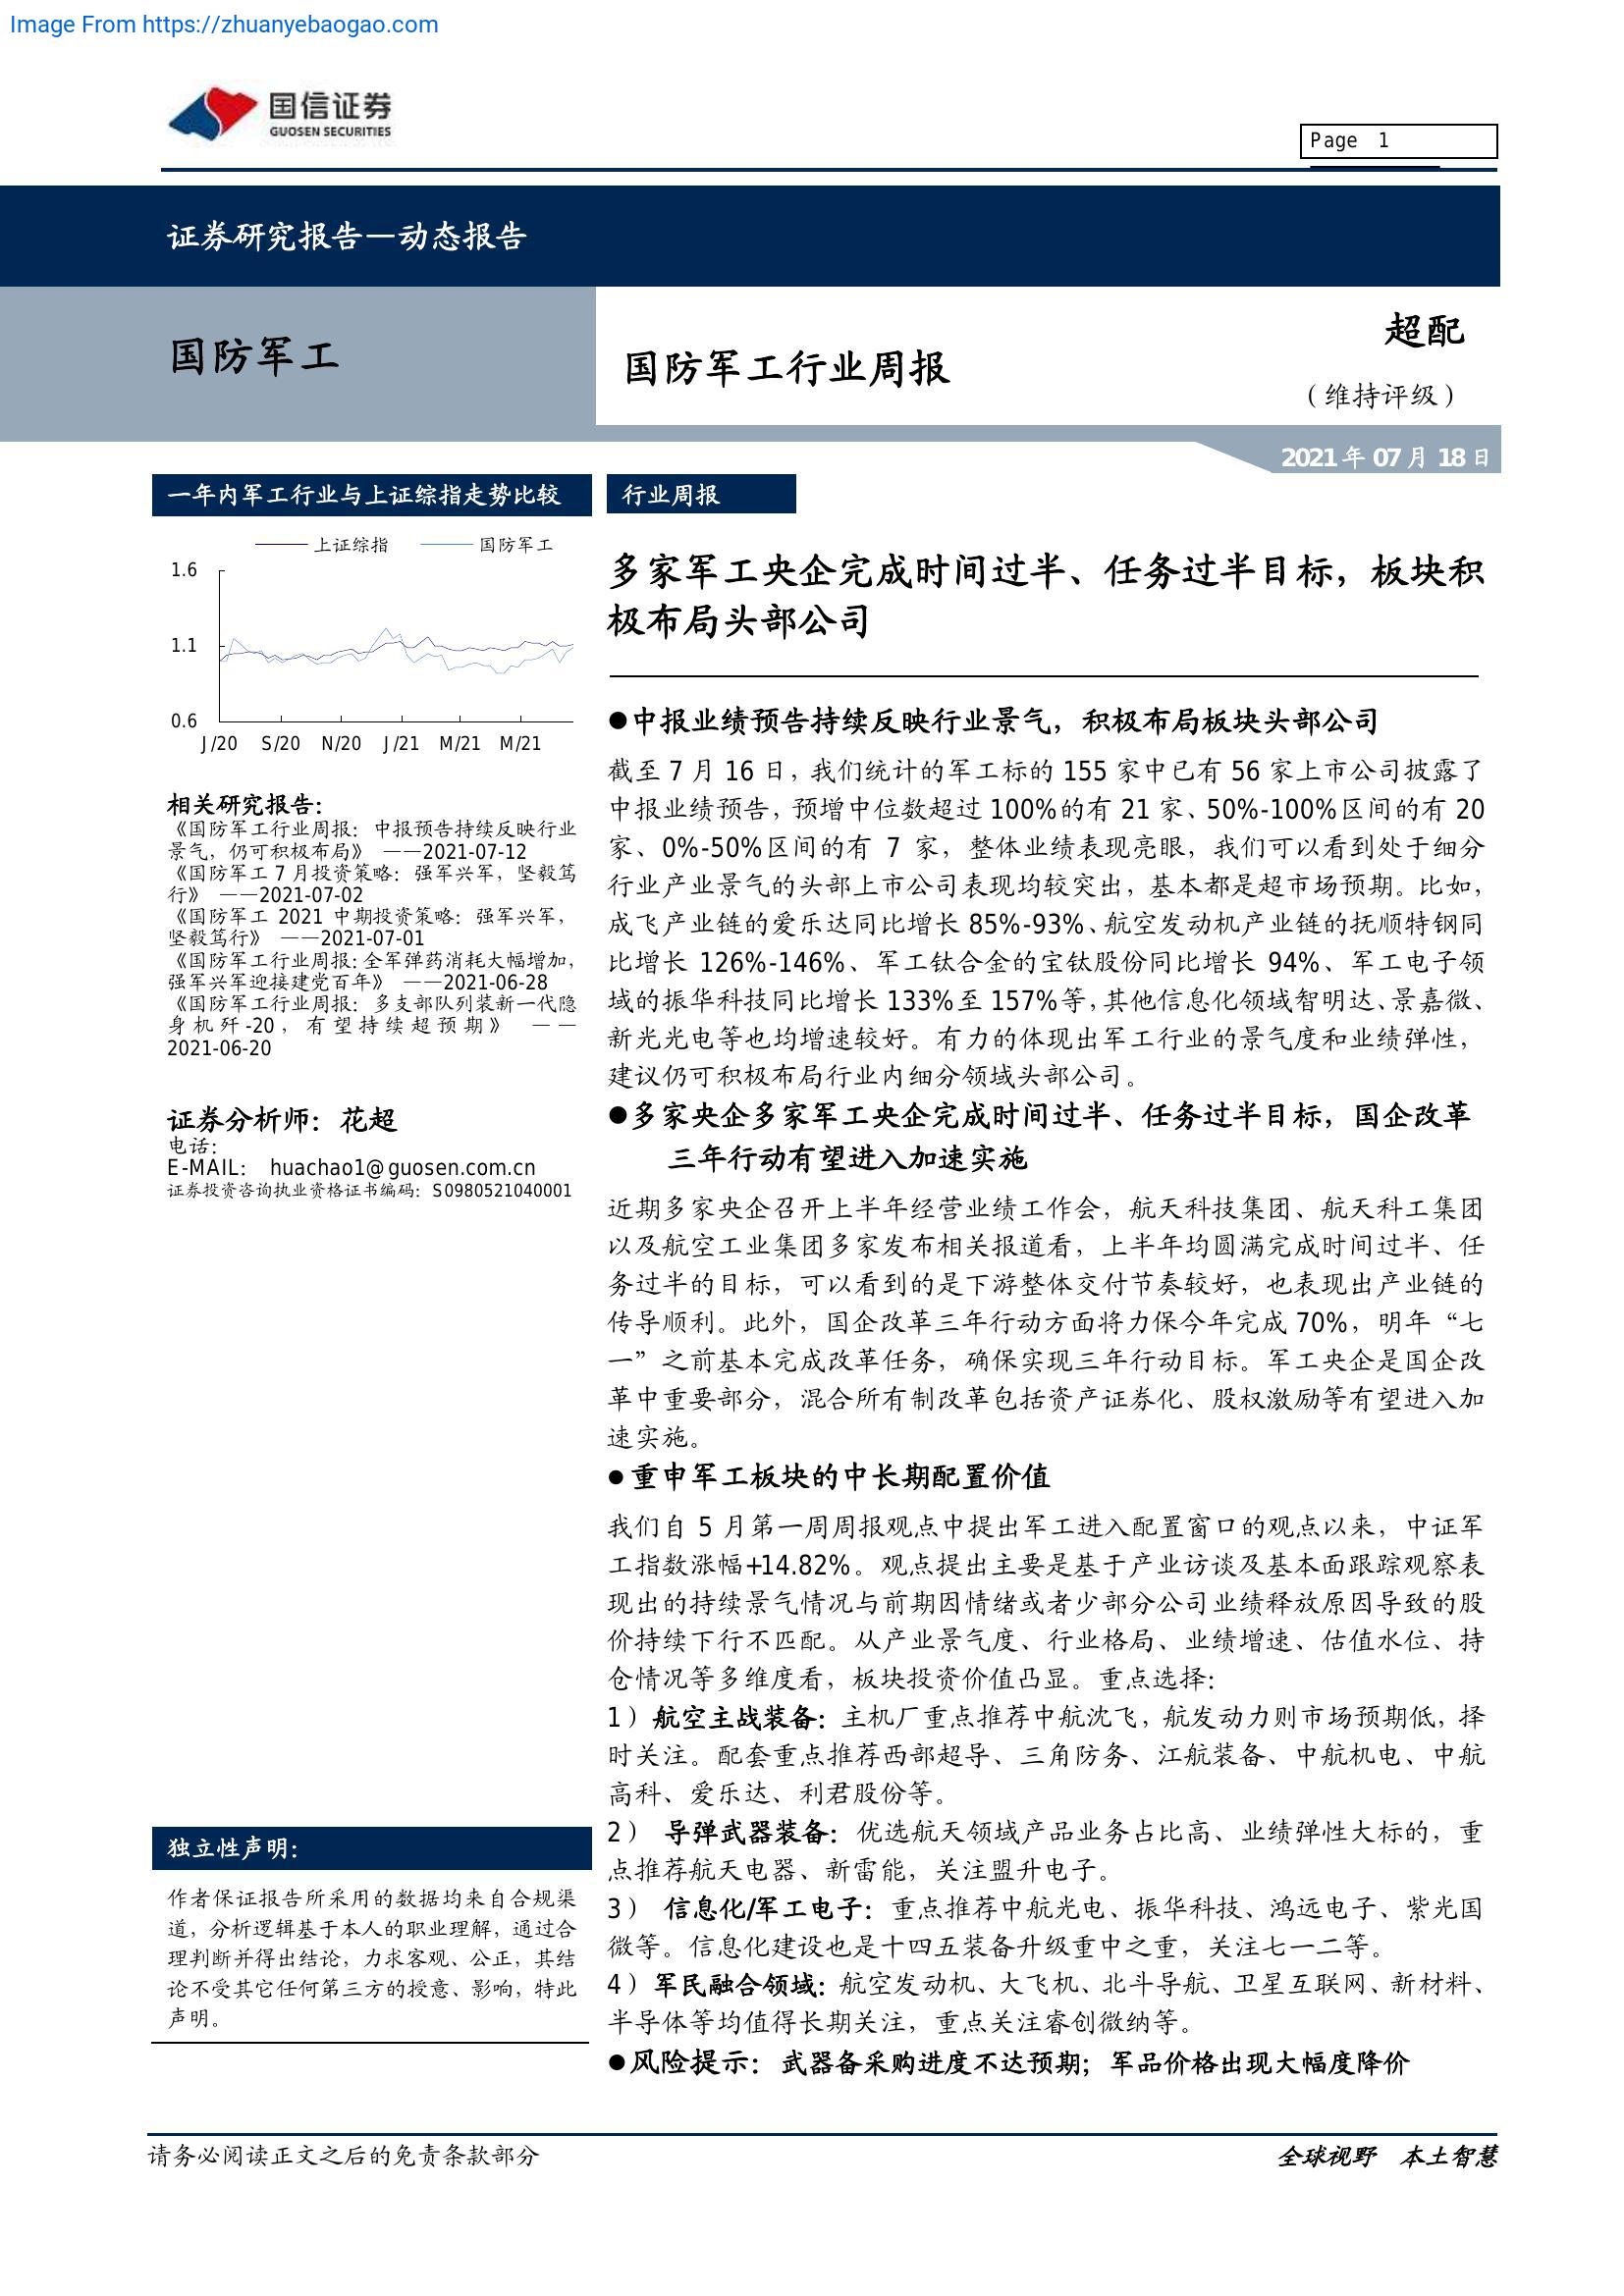 Image From https://zhuanyebaogao.com
国信证券
GUOSEN SECURITIES
Page 1
证券研究报告—动态报告
国防军工
国防军工行业周报
超配
（维持评级）
2021 年 07 月 18 日
一年内军工行业与上证综指走势比较
上证综指 国防军工
1.6
1.1
0.6
J/20 S/20 N/20 J/21 M/21 M/21
相关研究报告：
《国防军工行业周报：中报预告持续反映行业
景气，仍可积极布局》 ——2021-07-12
《国防军工 7 月投资策略：强军兴军，坚毅笃
行》 ——2021-07-02
《国防军工 2021 中期投资策略：强军兴军，
坚毅笃行》 ——2021-07-01
《国防军工行业周报：全军弹药消耗大幅增加，
强军兴军迎接建党百年》 ——2021-06-28
《国防军工行业周报：多支部队列装新一代隐
身机歼-20，有望持续超预期》 ——
2021-06-20
证券分析师：花超
电话：
E-MAIL： huachao1@guosen.com.cn
证券投资咨询执业资格证书编码：S0980521040001
独立性声明：
作者保证报告所采用的数据均来自合规渠
道，分析逻辑基于本人的职业理解，通过合
理判断并得出结论，力求客观、公正，其结
论不受其它任何第三方的授意、影响，特此
声明。
行业周报
多家军工央企完成时间过半、任务过半目标，板块积
极布局头部公司
●中报业绩预告持续反映行业景气，积极布局板块头部公司
截至 7 月 16 日，我们统计的军工标的 155 家中已有 56 家上市公司披露了
中报业绩预告，预增中位数超过 100%的有 21 家、50%-100%区间的有 20
家、0%-50%区间的有 7 家，整体业绩表现亮眼，我们可以看到处于细分
行业产业景气的头部上市公司表现均较突出，基本都是超市场预期。比如，
成飞产业链的爱乐达同比增长 85%-93%、航空发动机产业链的抚顺特钢同
比增长 126%-146%、军工钛合金的宝钛股份同比增长 94%、军工电子领
域的振华科技同比增长 133%至 157%等，其他信息化领域智明达、景嘉微、
新光光电等也均增速较好。有力的体现出军工行业的景气度和业绩弹性，
建议仍可积极布局行业内细分领域头部公司。
●多家央企多家军工央企完成时间过半、任务过半目标，国企改革
三年行动有望进入加速实施
近期多家央企召开上半年经营业绩工作会，航天科技集团、航天科工集团
以及航空工业集团多家发布相关报道看，上半年均圆满完成时间过半、任
务过半的目标，可以看到的是下游整体交付节奏较好，也表现出产业链的
传导顺利。此外，国企改革三年行动方面将力保今年完成 70%，明年“七
一”之前基本完成改革任务，确保实现三年行动目标。军工央企是国企改
革中重要部分，混合所有制改革包括资产证券化、股权激励等有望进入加
速实施。
●重申军工板块的中长期配置价值
我们自 5 月第一周周报观点中提出军工进入配置窗口的观点以来，中证军
工指数涨幅+14.82%。观点提出主要是基于产业访谈及基本面跟踪观察表
现出的持续景气情况与前期因情绪或者少部分公司业绩释放原因导致的股
价持续下行不匹配。从产业景气度、行业格局、业绩增速、估值水位、持
仓情况等多维度看，板块投资价值凸显。重点选择：
1）航空主战装备：主机厂重点推荐中航沈飞，航发动力则市场预期低，择
时关注。配套重点推荐西部超导、三角防务、江航装备、中航机电、中航
高科、爱乐达、利君股份等。
2） 导弹武器装备：优选航天领域产品业务占比高、业绩弹性大标的，重
点推荐航天电器、新雷能，关注盟升电子。
3） 信息化/军工电子：重点推荐中航光电、振华科技、鸿远电子、紫光国
微等。信息化建设也是十四五装备升级重中之重，关注七一二等。
4）军民融合领域：航空发动机、大飞机、北斗导航、卫星互联网、新材料、
半导体等均值得长期关注，重点关注睿创微纳等。
●风险提示：武器备采购进度不达预期；军品价格出现大幅度降价
请务必阅读正文之后的免责条款部分
全球视野 本土智慧